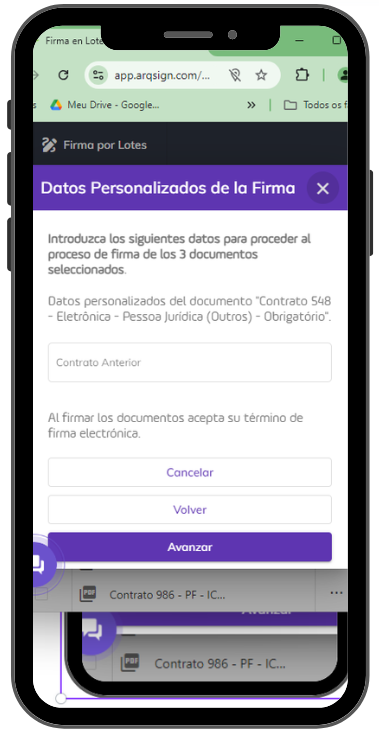 Firma en Lote
app.arqsign.com/...
s
Meu Drive - Google...
»
Todos os f
Firma por Lotes
Datos Personalizados de la Firma
Introduzca los siguientes datos para proceder al
proceso de firma de los 3 documentos
seleccionados.
Datos personalizados del documento "Contrato 548
- Eletrônica - Pessoa Jurídica (Outros) - Obrigatório".
Contrato Anterior
Al firmar los documentos acepta su término de
firma electrónica.
Cancelar
Volver
Avanzar
PDF
Contrato 986 - PF - IC...
...
Avanzar
PDF
Contrato 986 - PF - IC...